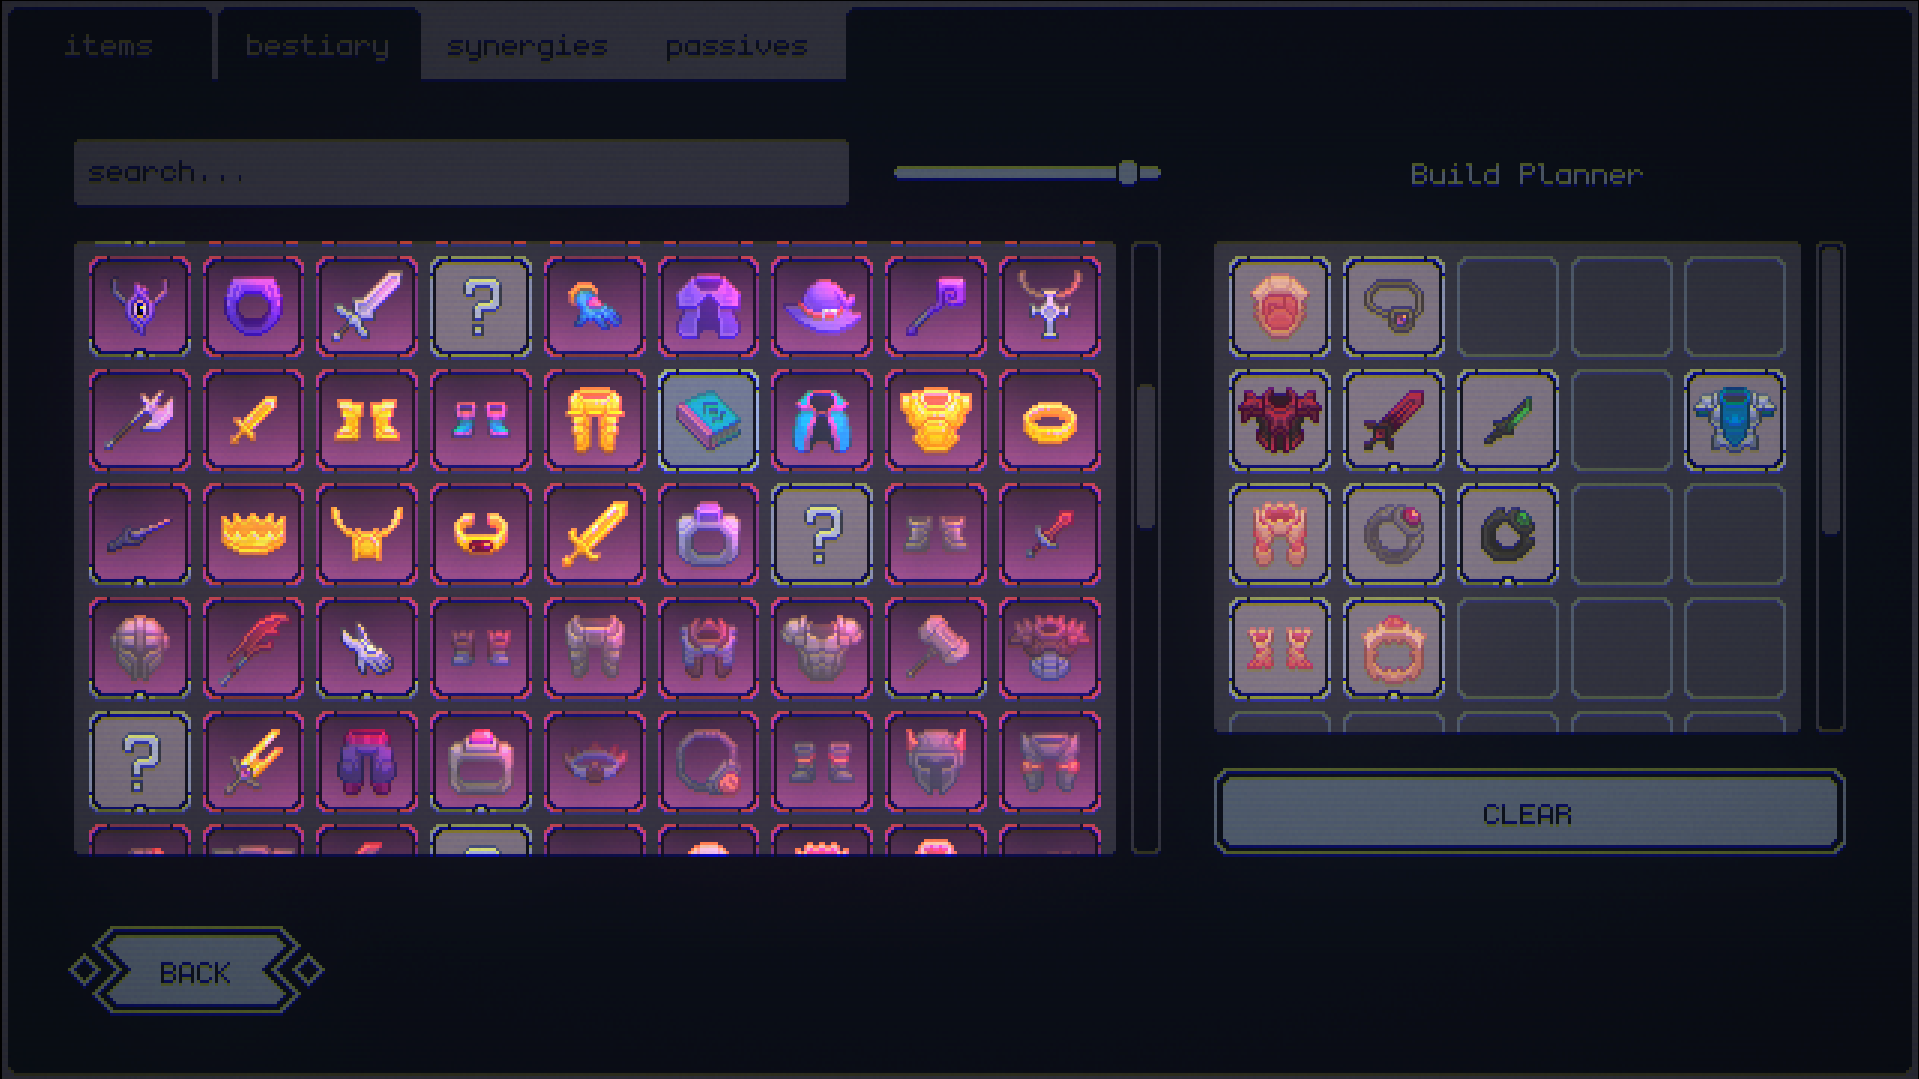 items
bestiary
synergies
passives
search...
Build Planner
?
?
?
CLEAR
BACK